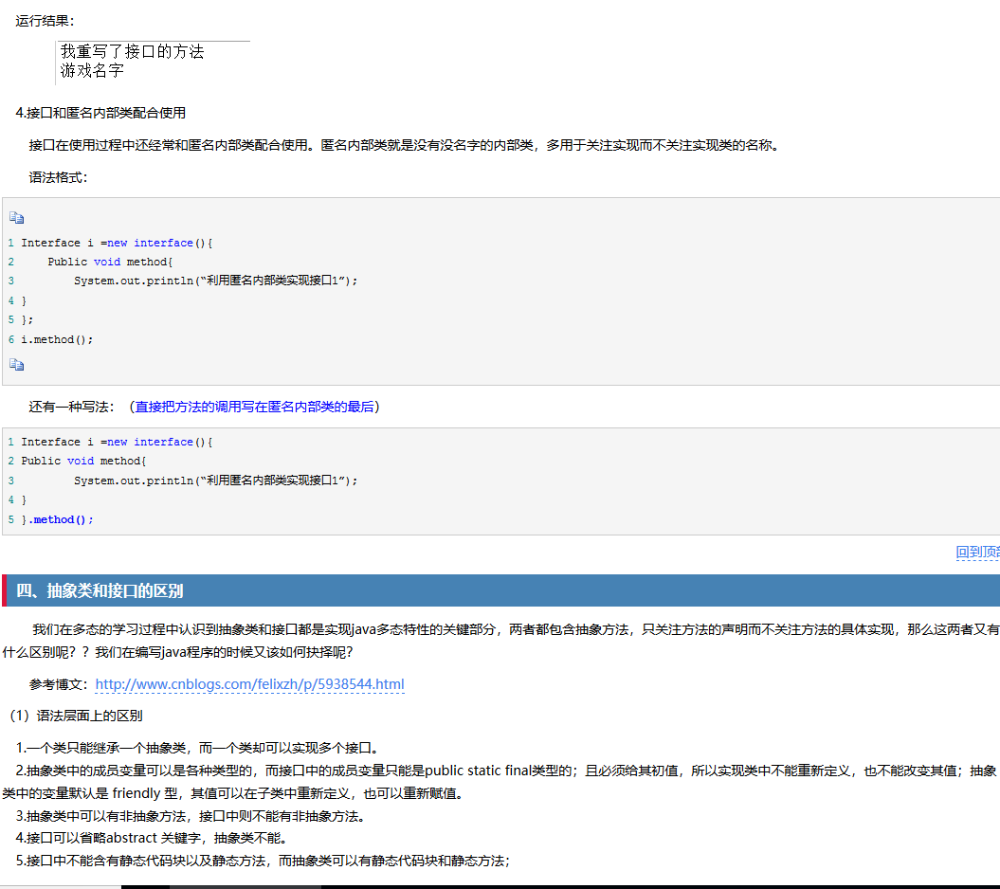 运行结果：
我重写了接口的方法
游戏名字
4.接口和匿名内部类配合使用
接口在使用过程中还经常和匿名内部类配合使用。匿名内部类就是没有没名字的内部类，多用于关注实现而不关注实现类的名称。
语法格式：
1 Interface i =new interface(){
2     Public void method{
3         System.out.println(“利用匿名内部类实现接口1”);
4 }
5 };
6 i.method();
还有一种写法：（直接把方法的调用写在匿名内部类的最后）
1 Interface i =new interface(){
2 Public void method{
3         System.out.println(“利用匿名内部类实现接口1”);
4 }
5 }.method();
回到顶部
四、抽象类和接口的区别
我们在多态的学习过程中认识到抽象类和接口都是实现java多态特性的关键部分，两者都包含抽象方法，只关注方法的声明而不关注方法的具体实现，那么这两者又有
什么区别呢？？我们在编写java程序的时候又该如何抉择呢？
参考博文：http://www.cnblogs.com/felixzh/p/5938544.html
（1）语法层面上的区别
1.一个类只能继承一个抽象类，而一个类却可以实现多个接口。
2.抽象类中的成员变量可以是各种类型的，而接口中的成员变量只能是public static final类型的；且必须给其初值，所以实现类中不能重新定义，也不能改变其值；抽象
类中的变量默认是 friendly 型，其值可以在子类中重新定义，也可以重新赋值。
3.抽象类中可以有非抽象方法，接口中则不能有非抽象方法。
4.接口可以省略abstract 关键字，抽象类不能。
5.接口中不能含有静态代码块以及静态方法，而抽象类可以有静态代码块和静态方法；